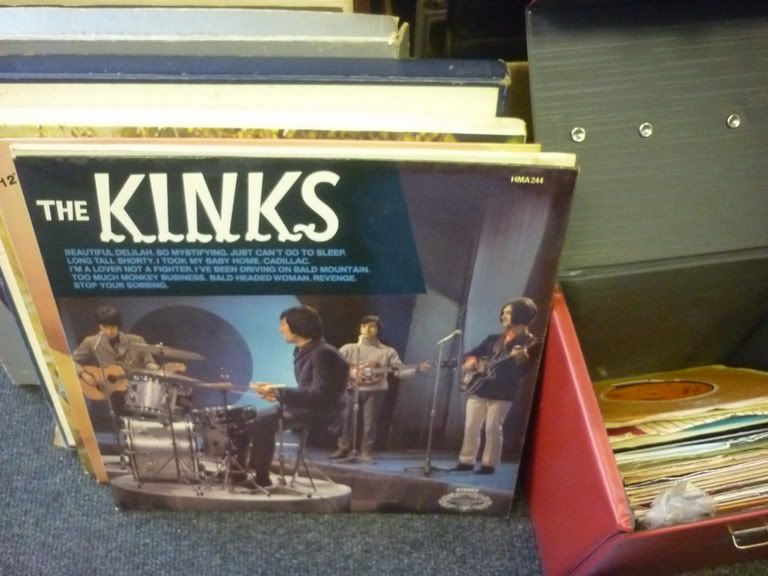 12"
THE KINKS
HMA 244
BEAUTIFUL DELILAH. SO MYSTIFYING. JUST CAN'T GO TO SLEEP.
LONG TALL SHORTY. I TOOK MY BABY HOME. CADILLAC.
I'M A LOVER NOT A FIGHTER. I'VE BEEN DRIVING ON BALD MOUNTAIN.
TOO MUCH MONKEY BUSINESS. BALD HEADED WOMAN. REVENGE.
STOP YOUR SOBBING.
STEREO